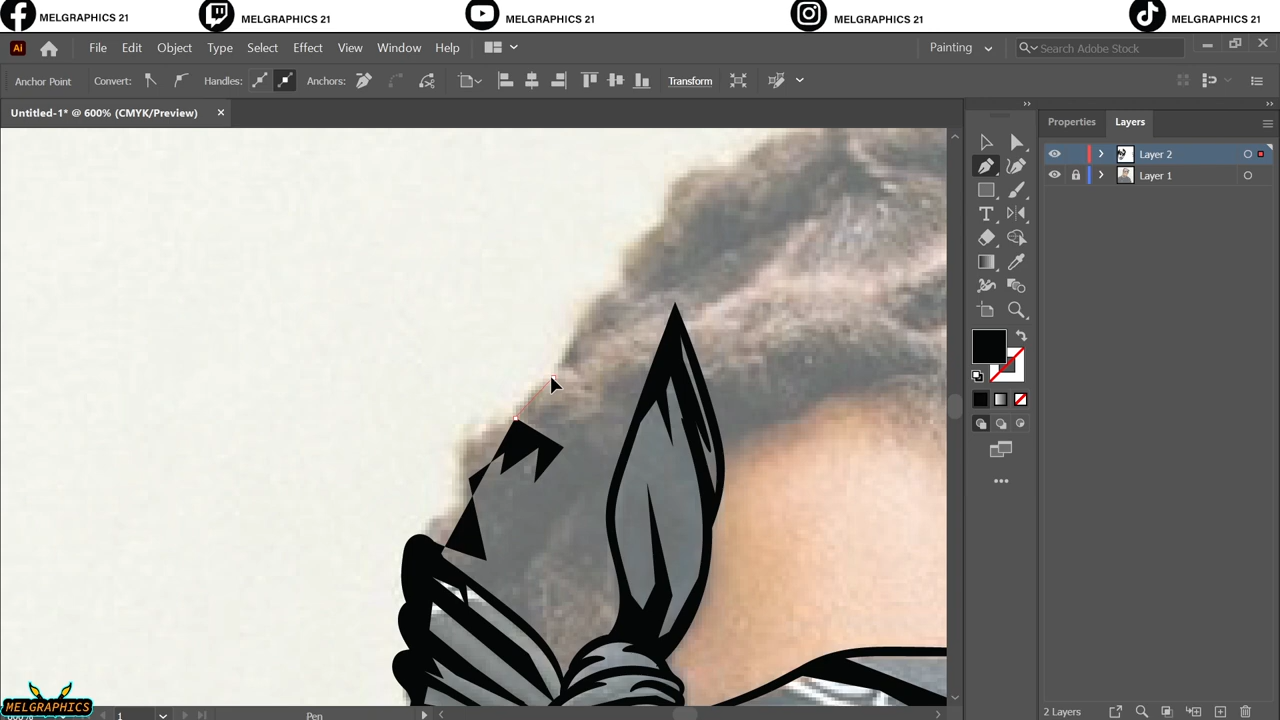 MELGRAPHICS 21 MELGRAPHICS 21 MELGRAPHICS 21 MELGRAPHICS 21 MELGRAPHICS 21
Ai File Edit Object Type Select Effect View Window Help Painting Search Adobe Stock
Anchor Point Convert: Handles: Anchors: Transform
Untitled-1* @ 600% (CMYK/Preview)
Properties Layers
Layer 2
Layer 1
MELGRAPHICS
1 Pen 2 Layers